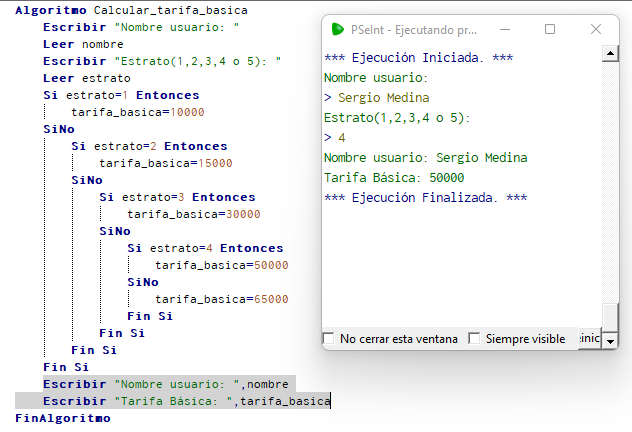 Algoritmo Calcular_tarifa_basica
Escribir "Nombre usuario: "
Leer nombre
Escribir "Estrato(1,2,3,4 o 5): "
Leer estrato
Si estrato=1 Entonces
tarifa_basica=10000
SiNo
Si estrato=2 Entonces
tarifa_basica=15000
SiNo
Si estrato=3 Entonces
tarifa_basica=30000
SiNo
Si estrato=4 Entonces
tarifa_basica=50000
SiNo
tarifa_basica=65000
Fin Si
Fin Si
Fin Si
Fin Si
Escribir "Nombre usuario: ",nombre
Escribir "Tarifa Básica: ",tarifa_basica
FinAlgoritmo
PSeInt - Ejecutando pr...
*** Ejecución Iniciada. ***
Nombre usuario:
> Sergio Medina
Estrato(1,2,3,4 o 5):
> 4
Nombre usuario: Sergio Medina
Tarifa Básica: 50000
*** Ejecución Finalizada. ***
No cerrar esta ventana Siempre visible